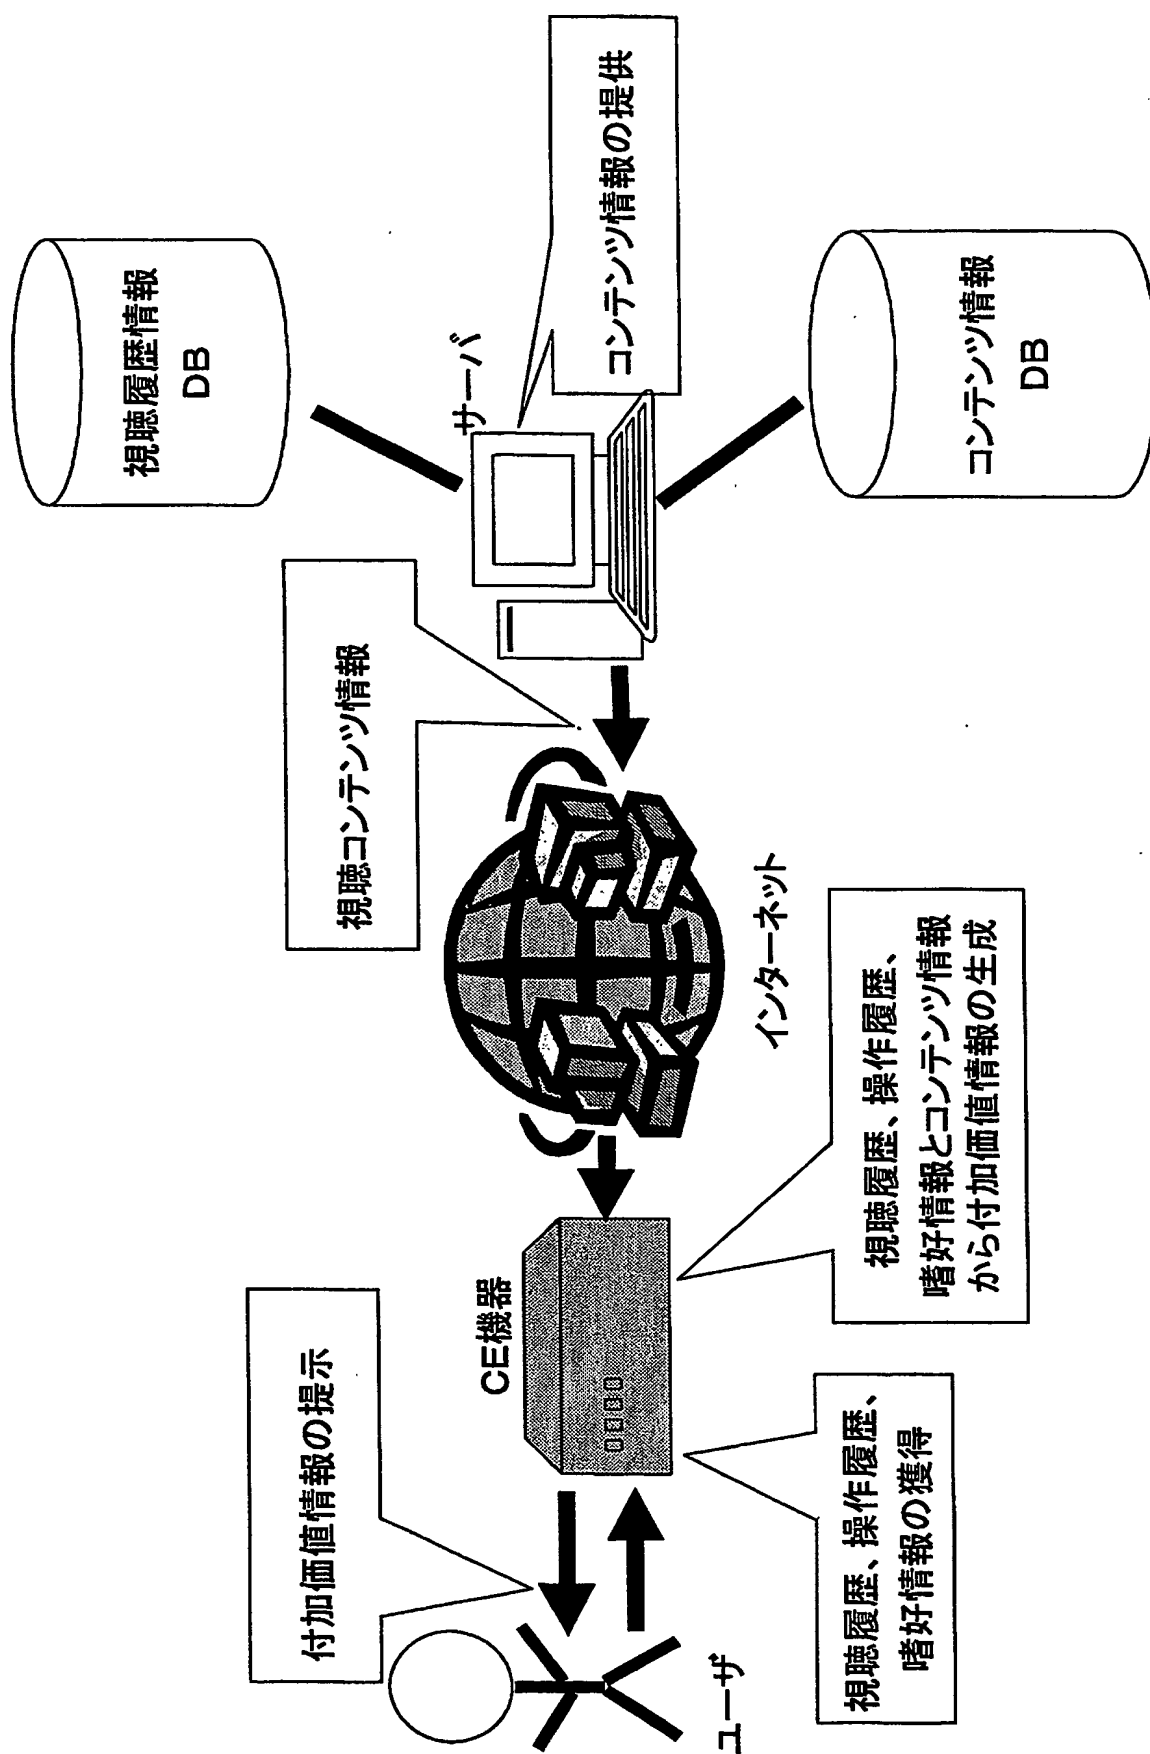 付加価値情報の提示
視聴コンテンツ情報
視聴履歴情報
DB
サーバ
コンテンツ情報の提供
CE機器
ユーザ
インターネット
視聴履歴、操作履歴、
嗜好情報の獲得
視聴履歴、操作履歴、
嗜好情報とコンテンツ情報
から付加価値情報の生成
コンテンツ情報
DB